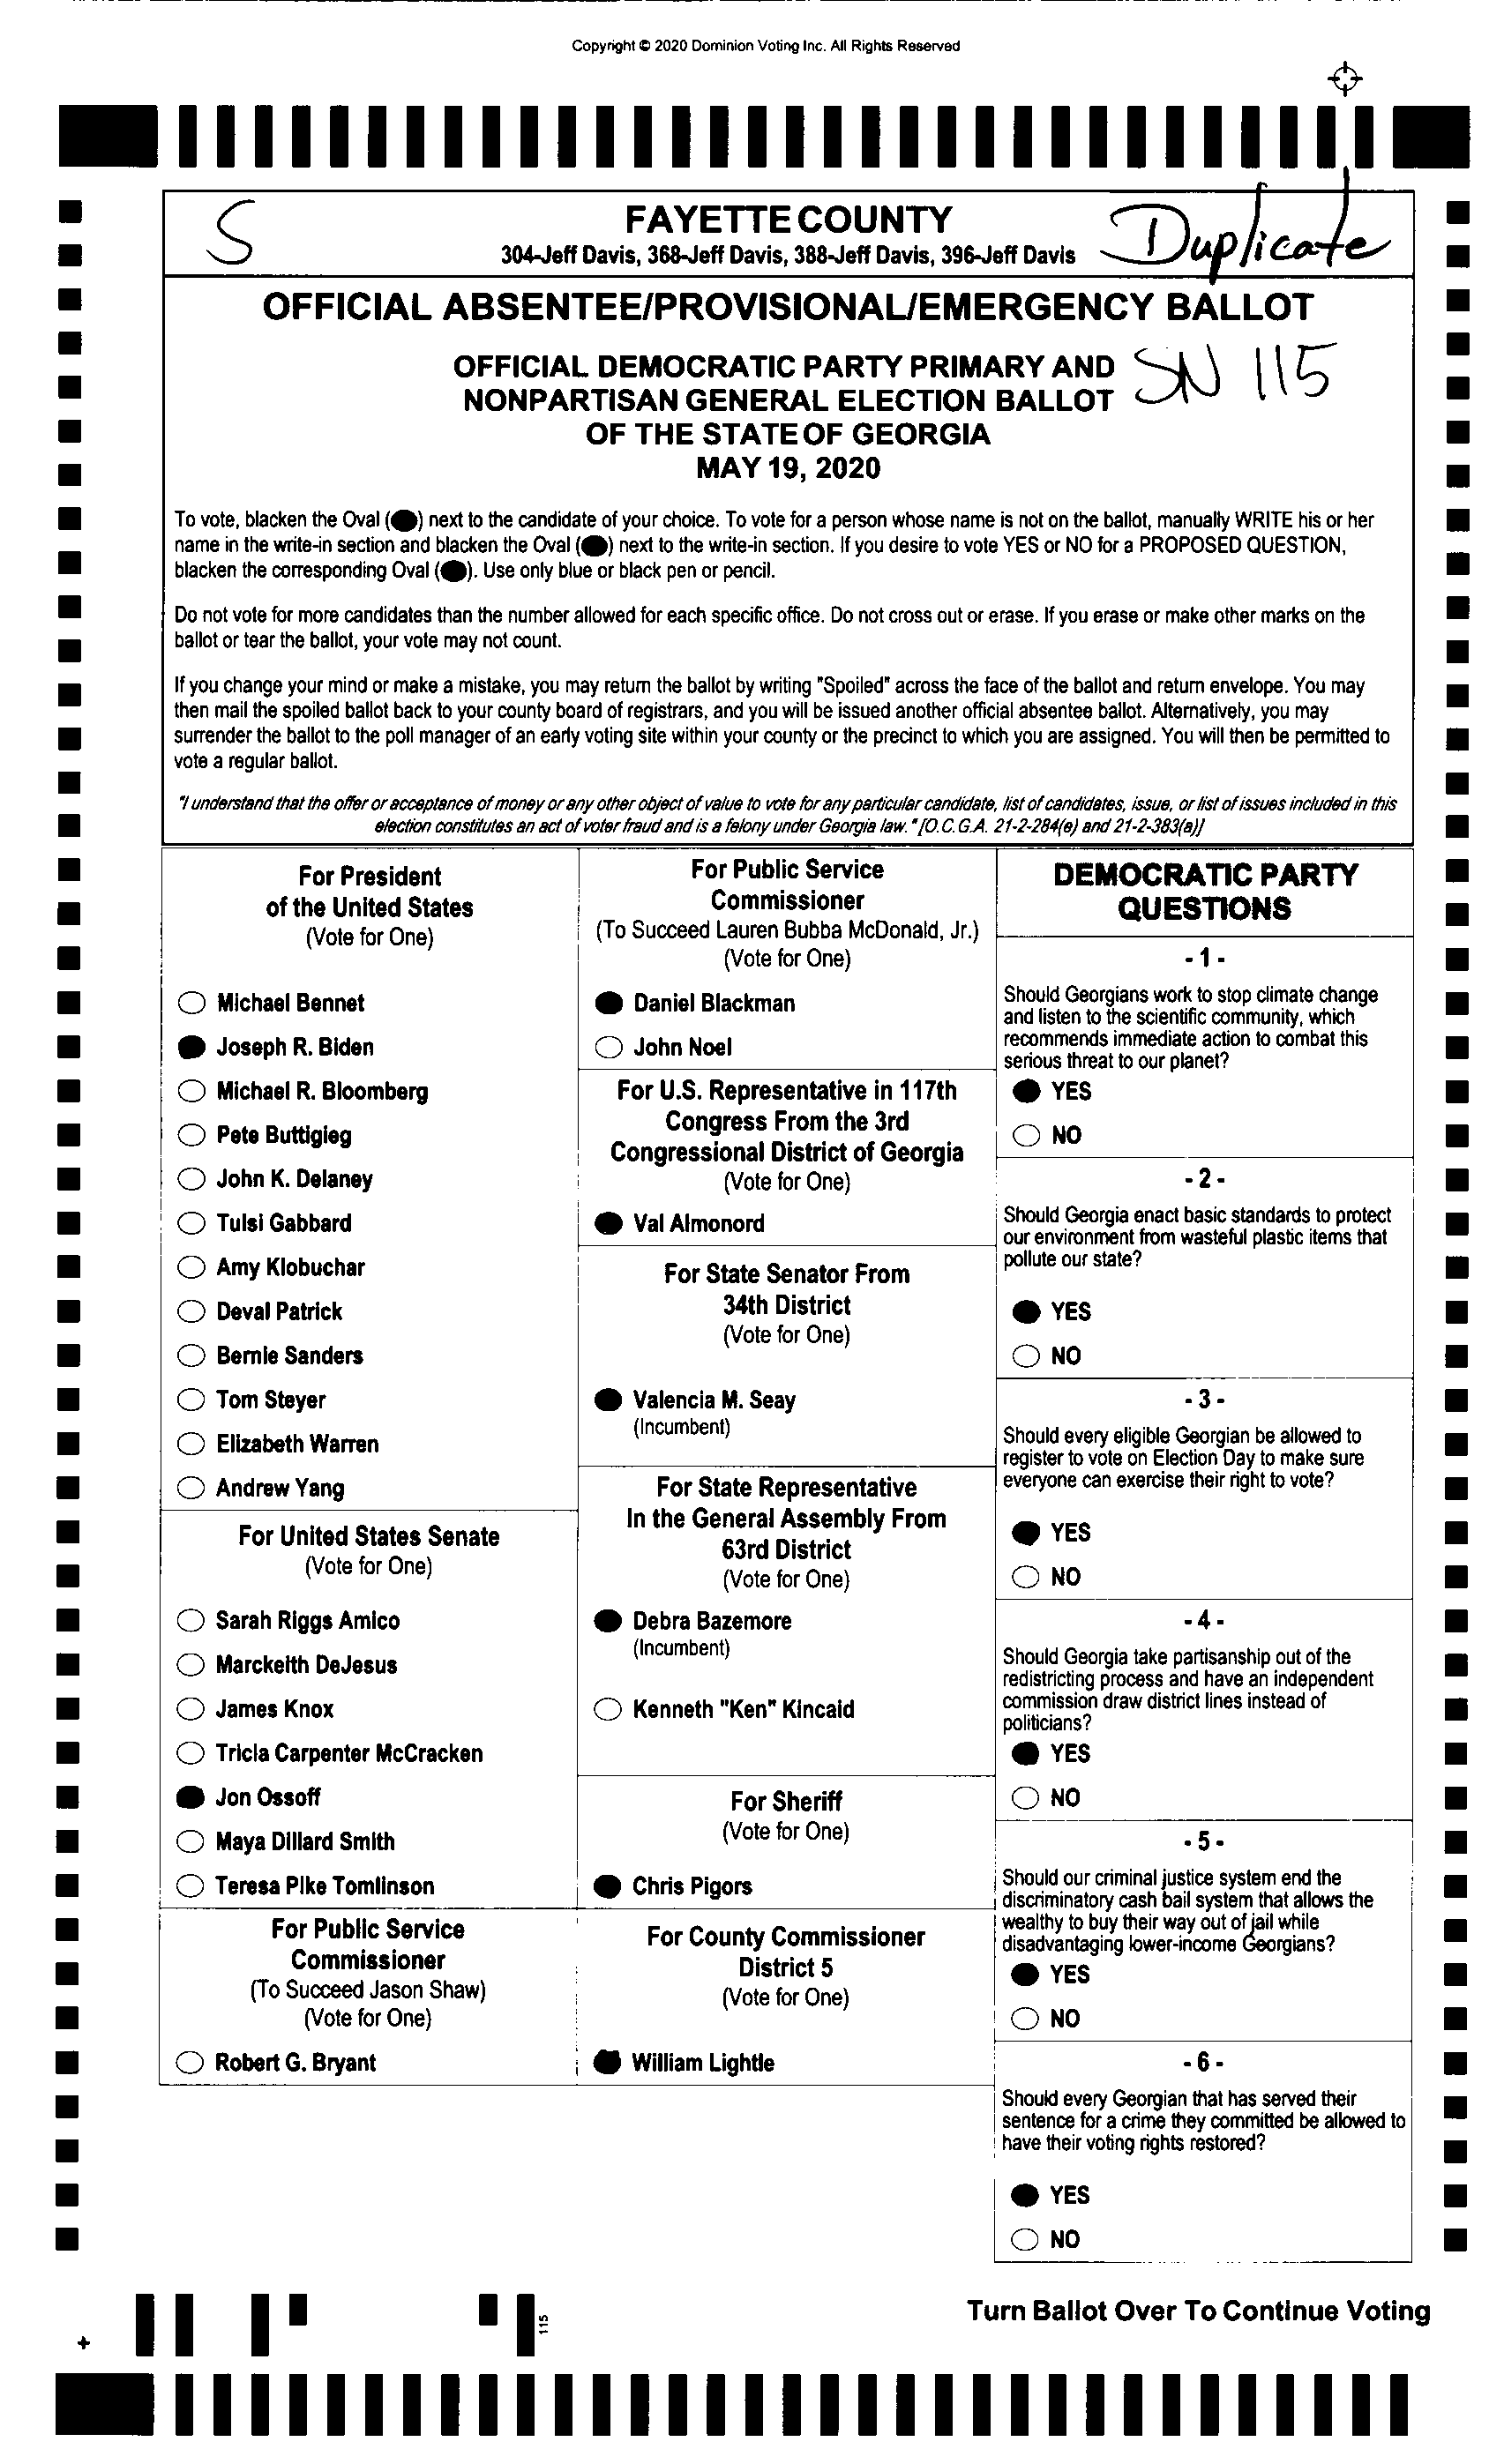 Copyright © 2020 Dominion Voting Inc. All Rights Reserved
S
FAYETTE COUNTY
304-Jeff Davis, 368-Jeff Davis, 388-Jeff Davis, 396-Jeff Davis
Duplicate
OFFICIAL ABSENTEE/PROVISIONAL/EMERGENCY BALLOT
OFFICIAL DEMOCRATIC PARTY PRIMARY AND
NONPARTISAN GENERAL ELECTION BALLOT
OF THE STATE OF GEORGIA
MAY 19, 2020
SN 115
To vote, blacken the Oval (●) next to the candidate of your choice. To vote for a person whose name is not on the ballot, manually WRITE his or her
name in the write-in section and blacken the Oval (●) next to the write-in section. If you desire to vote YES or NO for a PROPOSED QUESTION,
blacken the corresponding Oval (●). Use only blue or black pen or pencil.
Do not vote for more candidates than the number allowed for each specific office. Do not cross out or erase. If you erase or make other marks on the
ballot or tear the ballot, your vote may not count.
If you change your mind or make a mistake, you may return the ballot by writing "Spoiled" across the face of the ballot and return envelope. You may
then mail the spoiled ballot back to your county board of registrars, and you will be issued another official absentee ballot. Alternatively, you may
surrender the ballot to the poll manager of an early voting site within your county or the precinct to which you are assigned. You will then be permitted to
vote a regular ballot.
"I understand that the offer or acceptance of money or any other object of value to vote for any particular candidate, list of candidates, issue, or list of issues included in this
election constitutes an act of voter fraud and is a felony under Georgia law." [O.C.G.A. 21-2-284(e) and 21-2-383(a)]
For President
of the United States
(Vote for One)
Michael Bennet
Joseph R. Biden
Michael R. Bloomberg
Pete Buttigieg
John K. Delaney
Tulsi Gabbard
Amy Klobuchar
Deval Patrick
Bernie Sanders
Tom Steyer
Elizabeth Warren
Andrew Yang
For United States Senate
(Vote for One)
Sarah Riggs Amico
Marckeith DeJesus
James Knox
Tricia Carpenter McCracken
Jon Ossoff
Maya Dillard Smith
Teresa Pike Tomlinson
For Public Service
Commissioner
(To Succeed Jason Shaw)
(Vote for One)
Robert G. Bryant
For Public Service
Commissioner
(To Succeed Lauren Bubba McDonald, Jr.)
(Vote for One)
Daniel Blackman
John Noel
For U.S. Representative in 117th
Congress From the 3rd
Congressional District of Georgia
(Vote for One)
Val Almonord
For State Senator From
34th District
(Vote for One)
Valencia M. Seay
(Incumbent)
For State Representative
In the General Assembly From
63rd District
(Vote for One)
Debra Bazemore
(Incumbent)
Kenneth "Ken" Kincaid
For Sheriff
(Vote for One)
Chris Pigors
For County Commissioner
District 5
(Vote for One)
William Lightle
DEMOCRATIC PARTY
QUESTIONS
- 1 -
Should Georgians work to stop climate change
and listen to the scientific community, which
recommends immediate action to combat this
serious threat to our planet?
YES
NO
- 2 -
Should Georgia enact basic standards to protect
our environment from wasteful plastic items that
pollute our state?
YES
NO
- 3 -
Should every eligible Georgian be allowed to
register to vote on Election Day to make sure
everyone can exercise their right to vote?
YES
NO
- 4 -
Should Georgia take partisanship out of the
redistricting process and have an independent
commission draw district lines instead of
politicians?
YES
NO
- 5 -
Should our criminal justice system end the
discriminatory cash bail system that allows the
wealthy to buy their way out of jail while
disadvantaging lower-income Georgians?
YES
NO
- 6 -
Should every Georgian that has served their
sentence for a crime they committed be allowed to
have their voting rights restored?
YES
NO
Turn Ballot Over To Continue Voting
115